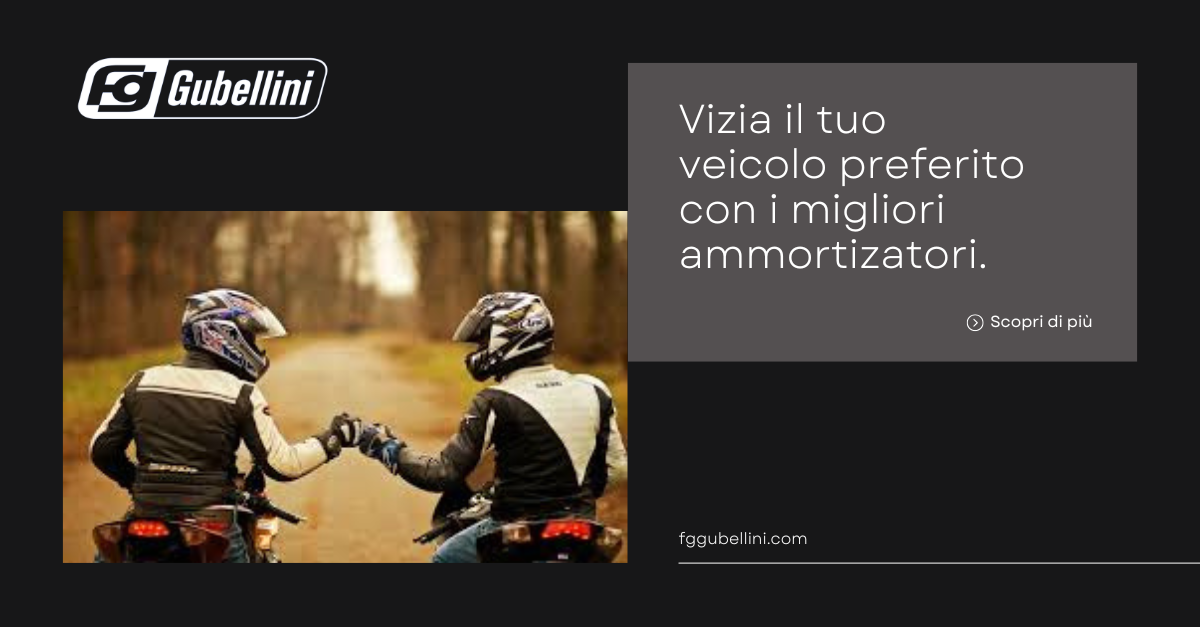 FG Gubellini
Vizia il tuo
veicolo preferito
con i migliori
ammortizatori.
Scopri di più
fggubellini.com